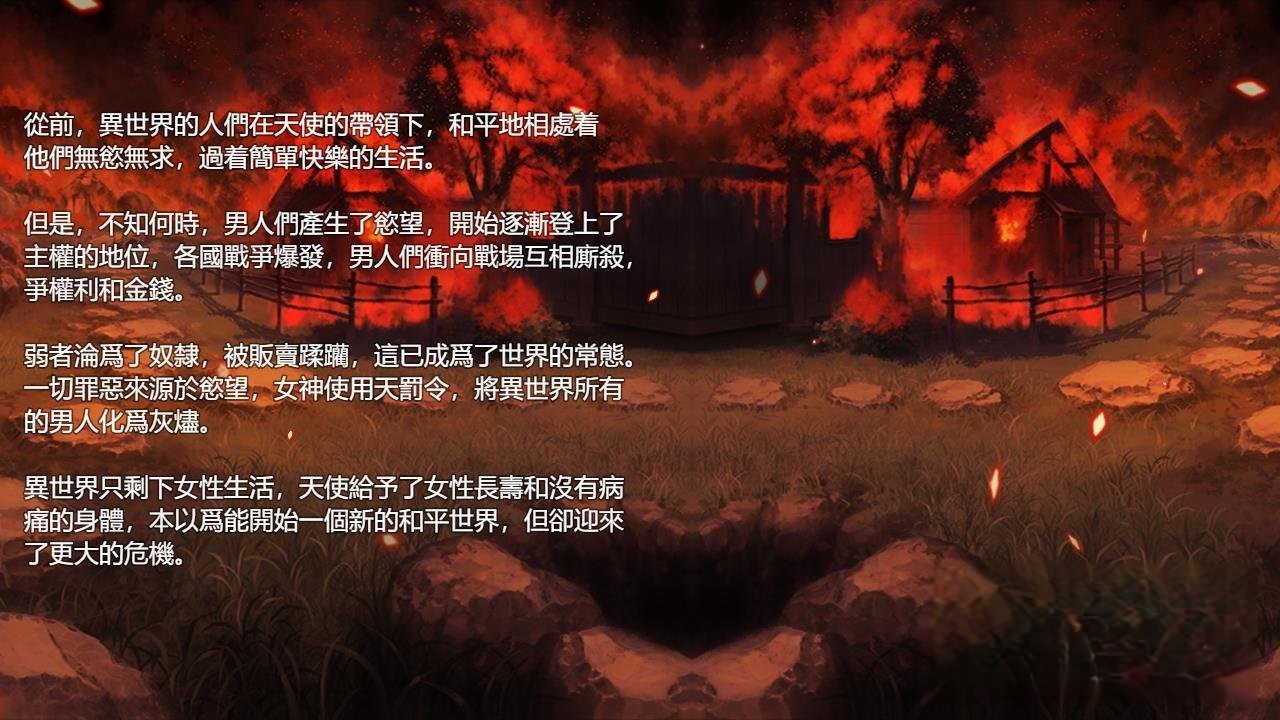 從前，異世界的人們在天使的帶領下，和平地相處着
他們無慾無求，過着簡單快樂的生活。
但是，不知何時，男人們產生了慾望，開始逐漸登上了
主權的地位，各國戰爭爆發，男人們衝向戰場互相廝殺，
爭權利和金錢。
弱者淪爲了奴隸，被販賣蹂躪，這已成爲了世界的常態。
一切罪惡來源於慾望，女神使用天罰令，將異世界所有
的男人化爲灰燼。
異世界只剩下女性生活，天使給予了女性長壽和沒有病
痛的身體，本以爲能開始一個新的和平世界，但卻迎來
了更大的危機。